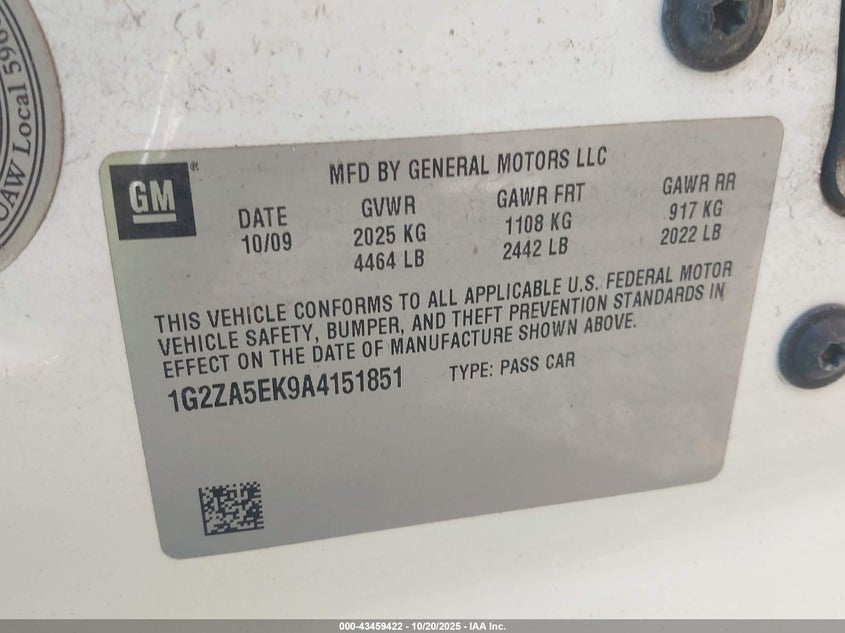 UAW Local 596
GM
®
MFD BY GENERAL MOTORS LLC
DATE
10/09
GVWR
2025 KG
4464 LB
GAWR FRT
1108 KG
2442 LB
GAWR RR
917 KG
2022 LB
THIS VEHICLE CONFORMS TO ALL APPLICABLE U.S. FEDERAL MOTOR
VEHICLE SAFETY, BUMPER, AND THEFT PREVENTION STANDARDS IN
EFFECT ON THE DATE OF MANUFACTURE SHOWN ABOVE.
1G2ZA5EK9A4151851
TYPE: PASS CAR
000-43459422 - 10/20/2025 - IAA Inc.